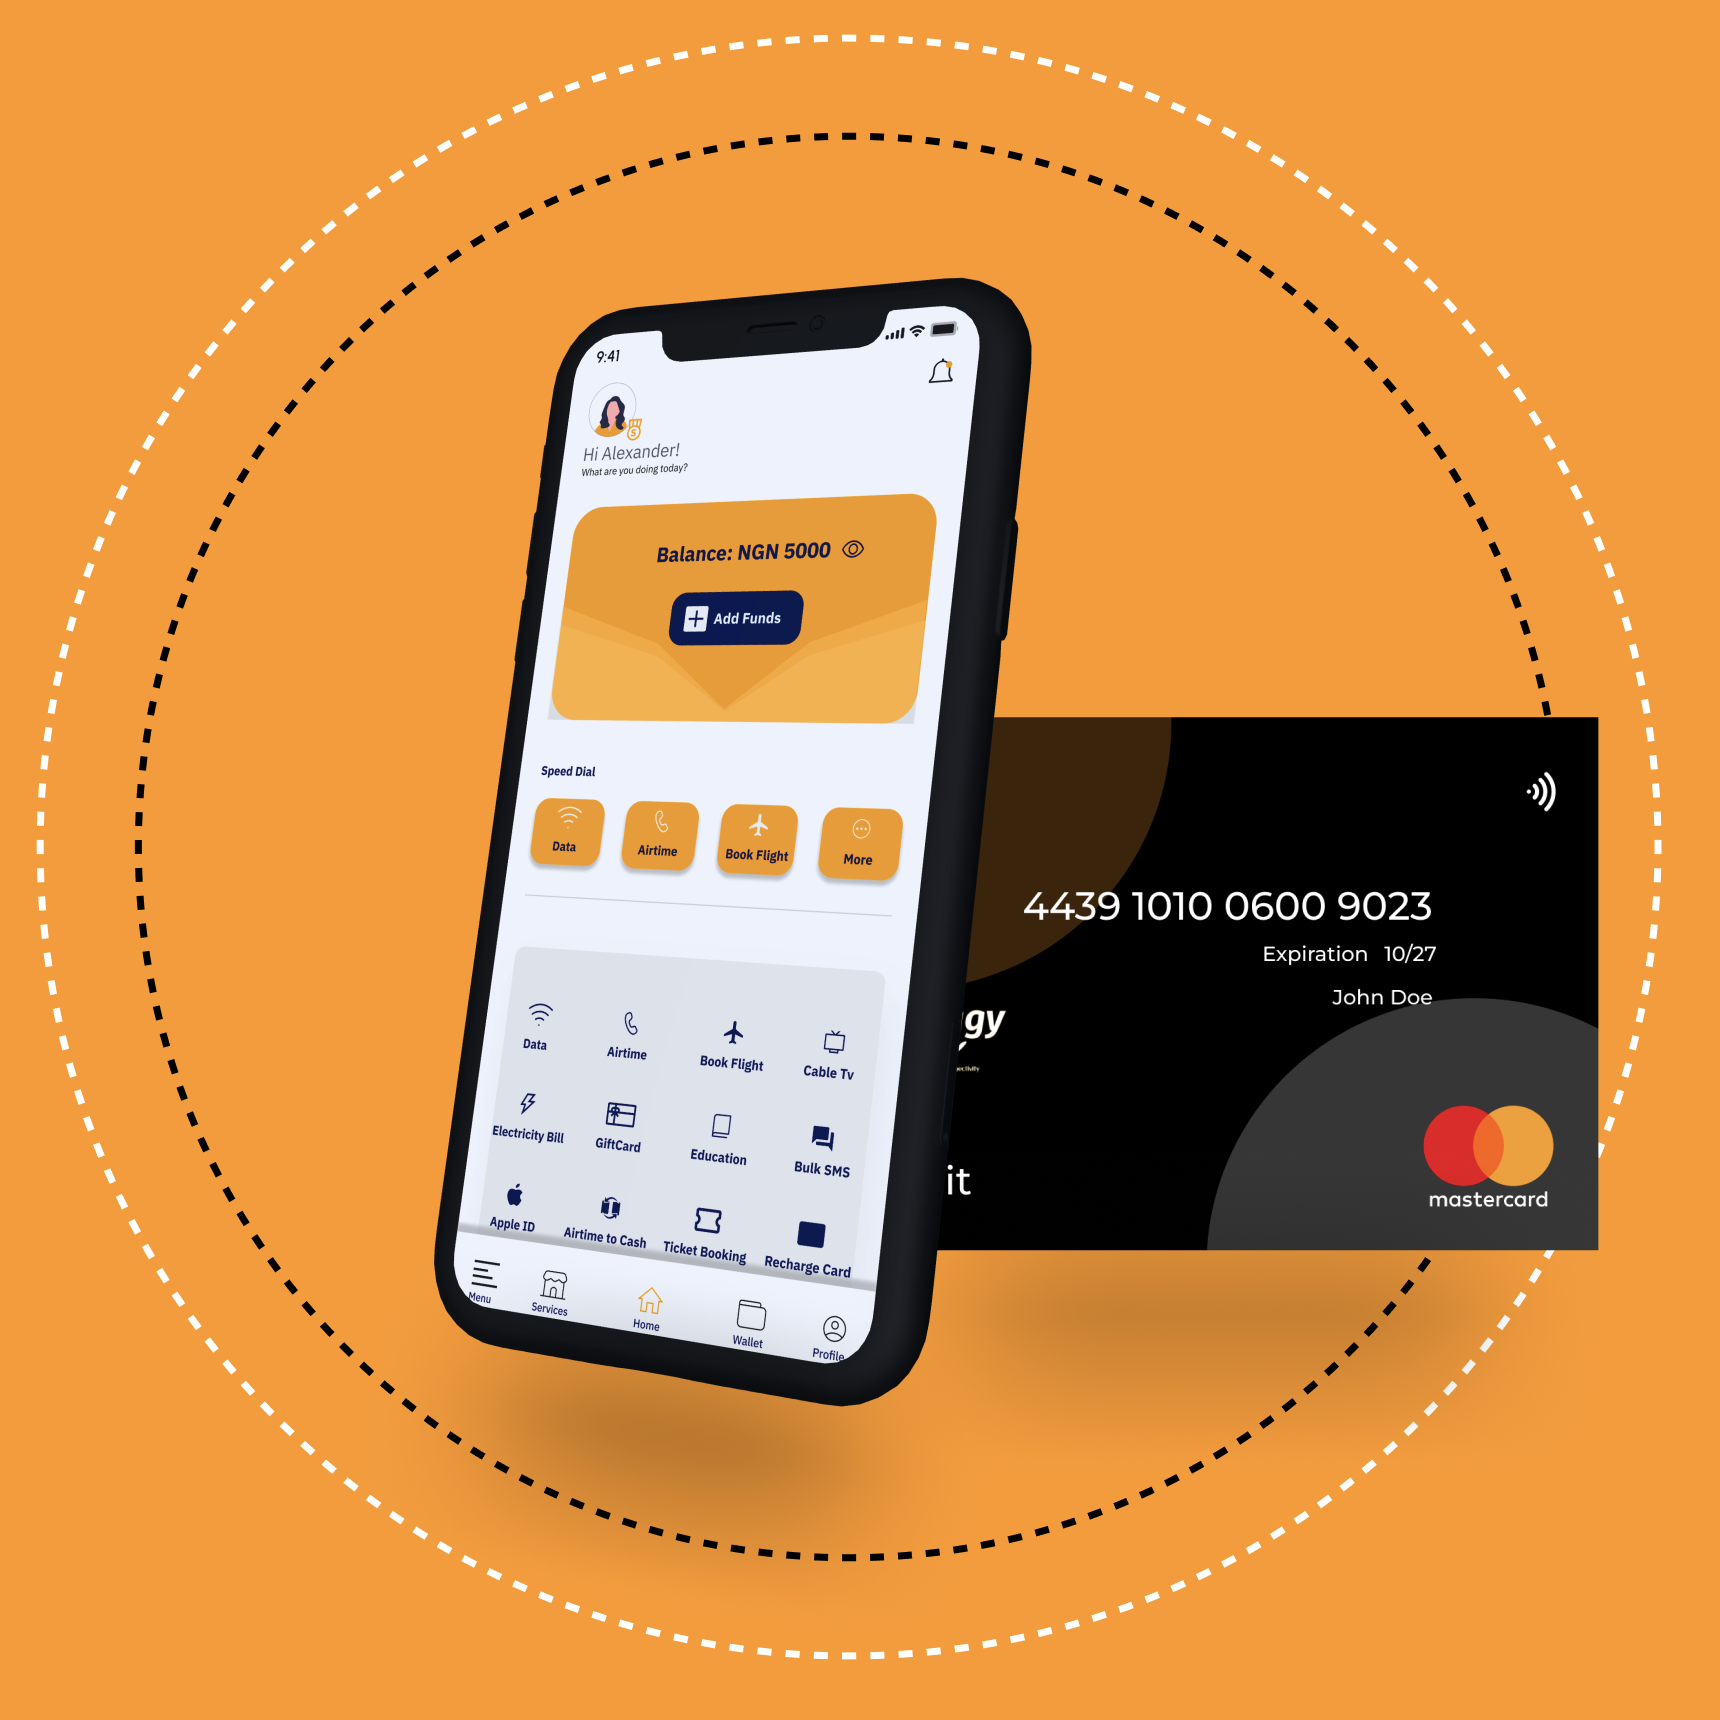 9:41
Hi Alexander!
What are you doing today?
Balance: NGN 5000
Add Funds
Speed Dial
Data
Airtime
Book Flight
More
Data
Airtime
Book Flight
Cable Tv
Electricity Bill
GiftCard
Education
Bulk SMS
Apple ID
Airtime to Cash
Ticket Booking
Recharge Card
Menu
Services
Home
Wallet
Profile
4439 1010 0600 9023
Expiration 10/27
John Doe
gy
it
mastercard